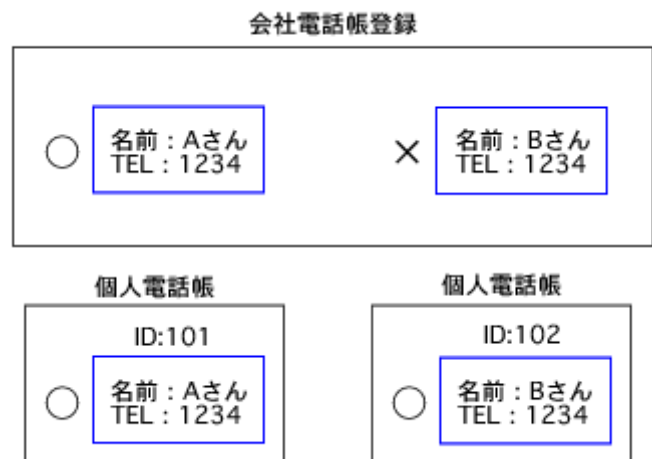 会社電話帳登録
○
名前：Aさん
TEL：1234
×
名前：Bさん
TEL：1234
個人電話帳
ID:101
○
名前：Aさん
TEL：1234
個人電話帳
ID:102
○
名前：Bさん
TEL：1234